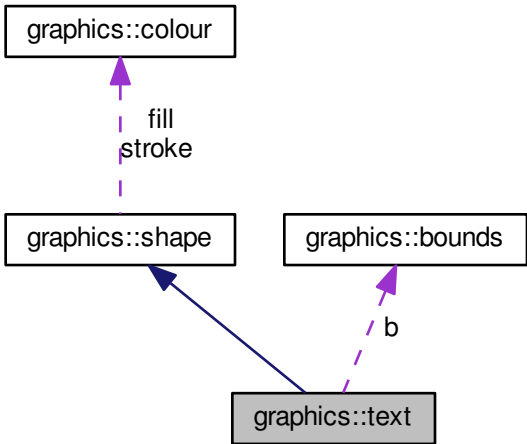 graphics::colour
fill
stroke
graphics::shape
graphics::bounds
b
graphics::text